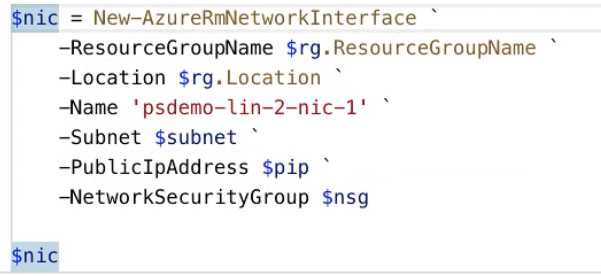 $nic = New-AzureRmNetworkInterface `
-ResourceGroupName $rg.ResourceGroupName `
-Location $rg.Location `
-Name 'psdemo-lin-2-nic-1' `
-Subnet $subnet `
-PublicIpAddress $pip `
-NetworkSecurityGroup $nsg
$nic